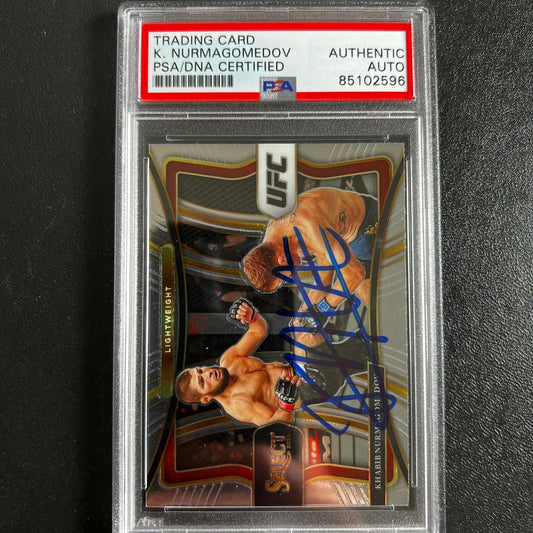 TRADING CARD
K. NURMAGOMEDOV
PSA/DNA CERTIFIED
AUTHENTIC
AUTO
85102596
PSA
UFC
LIGHTWEIGHT
SELECT
KHABIB NURMAGOMEDOV